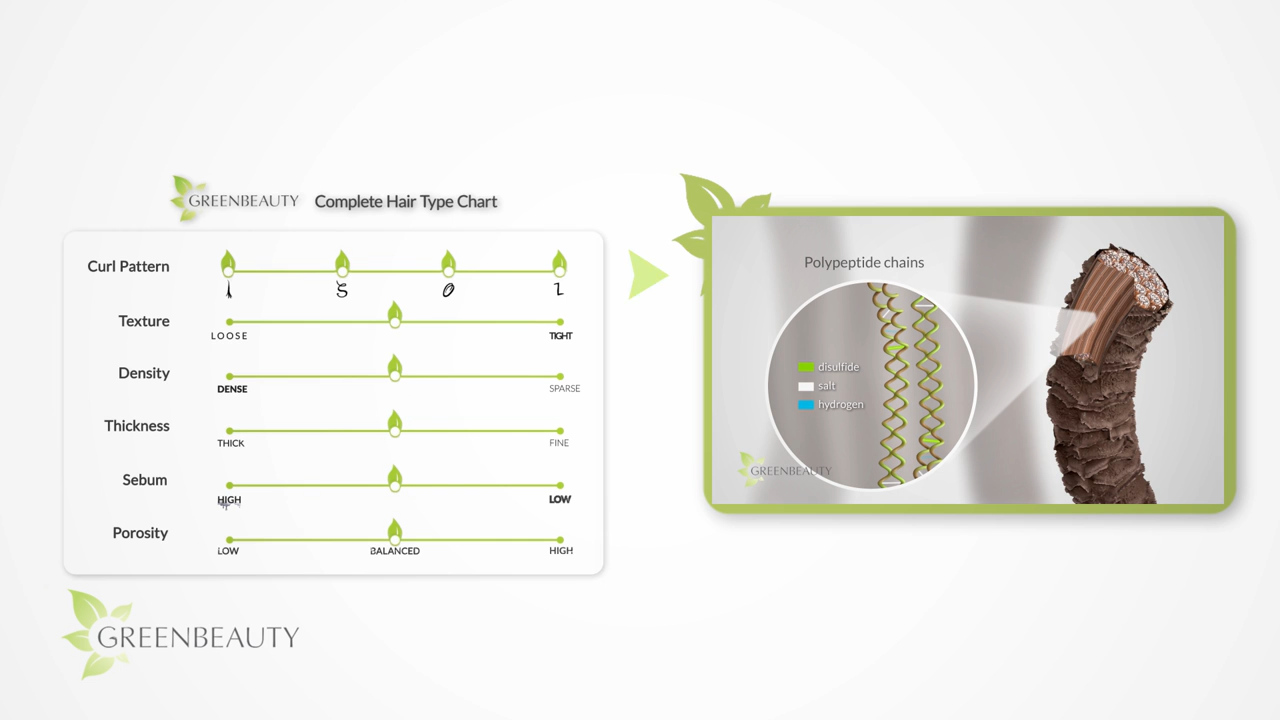 GREENBEAUTY Complete Hair Type Chart
Curl Pattern
Texture
LOOSE TIGHT
Density
DENSE SPARSE
Thickness
THICK FINE
Sebum
HIGH LOW
Porosity
LOW BALANCED HIGH
GREENBEAUTY
Polypeptide chains
disulfide
salt
hydrogen
GREENBEAUTY